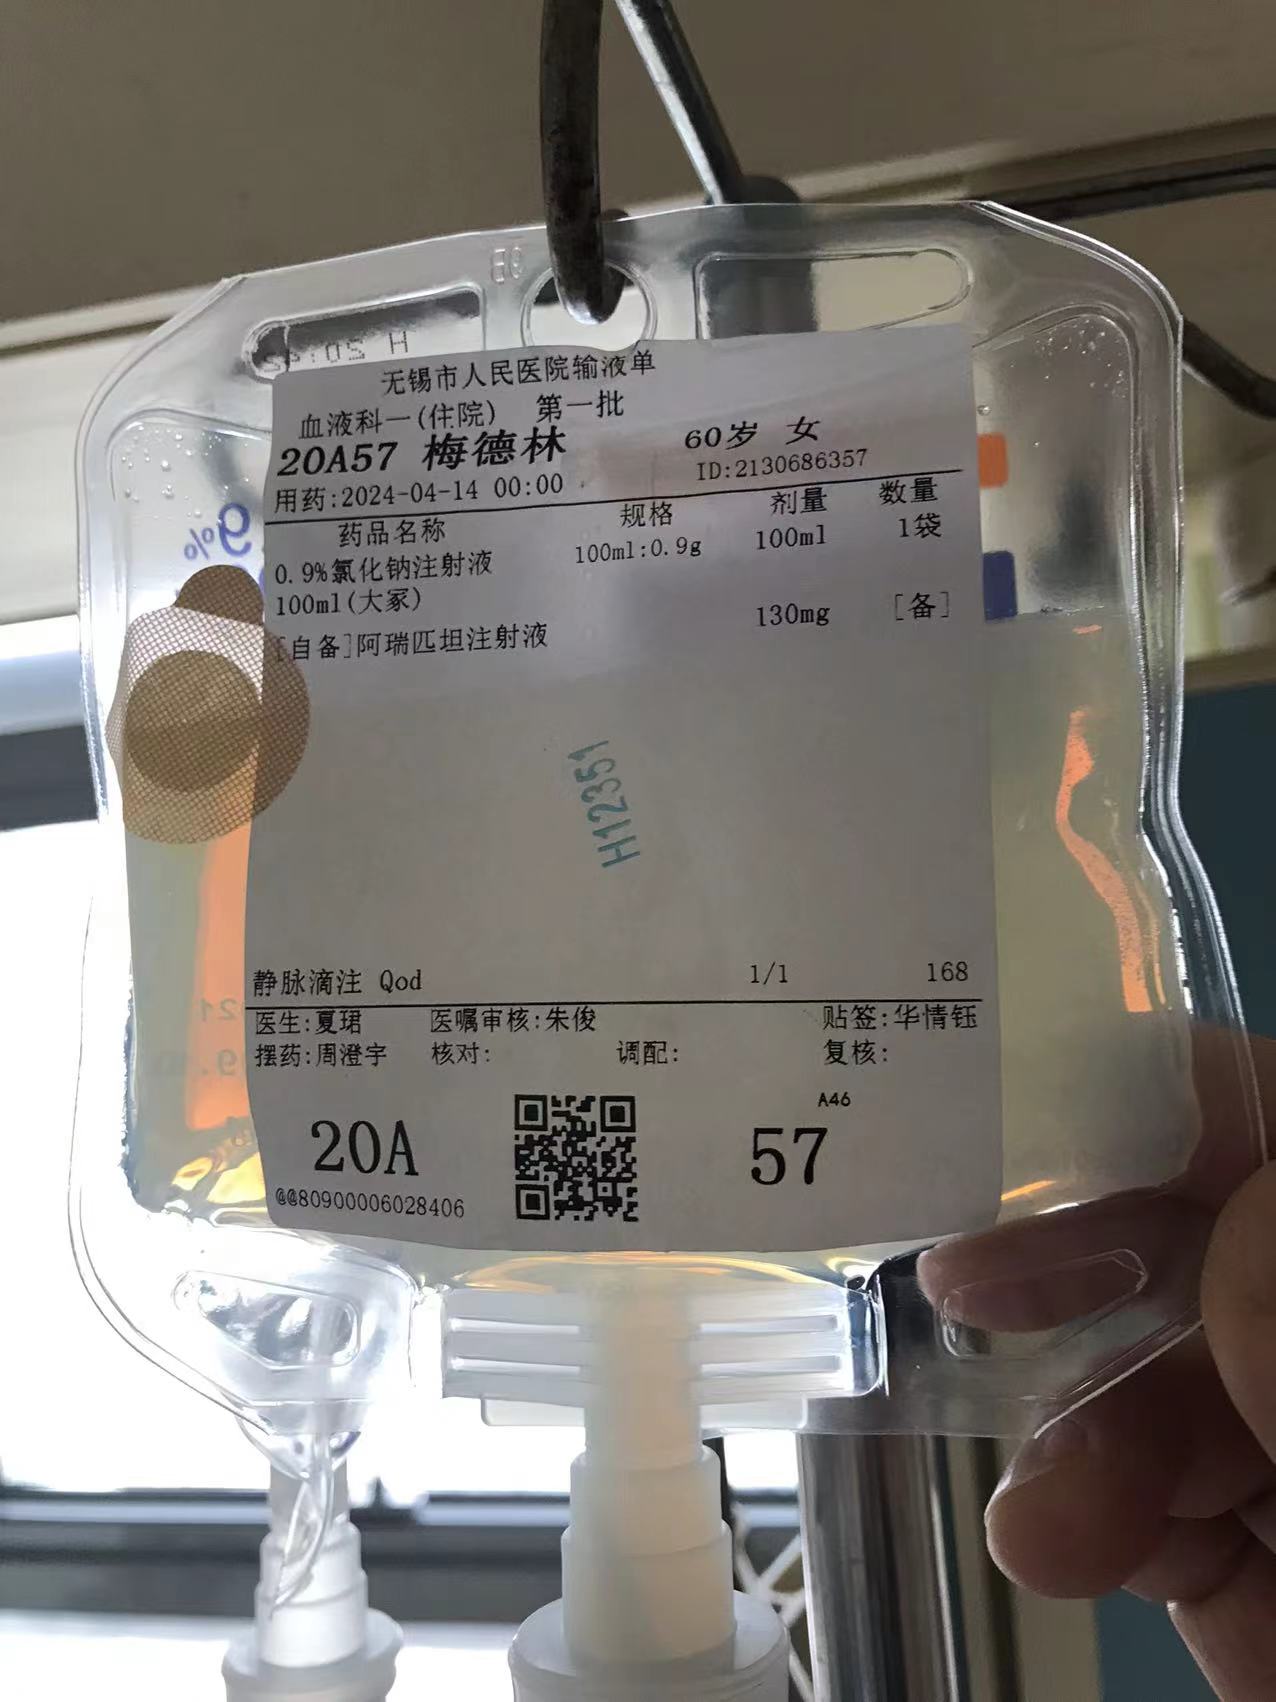 无锡市人民医院输液单
血液科一(住院) 第一批
20A57 梅德林 60岁 女
ID:2130686357
用药:2024-04-14 00:00
药品名称 规格 剂量 数量
0.9%氯化钠注射液 100ml:0.9g 100ml 1袋
100ml(大冢)
[自备]阿瑞匹坦注射液 130mg [备]
H12351
静脉滴注 Qod 1/1 168
医生:夏珺 医嘱审核:朱俊 贴签:华情钰
摆药:周澄宇 核对: 调配: 复核:
A46
20A 57
@@80900006028406